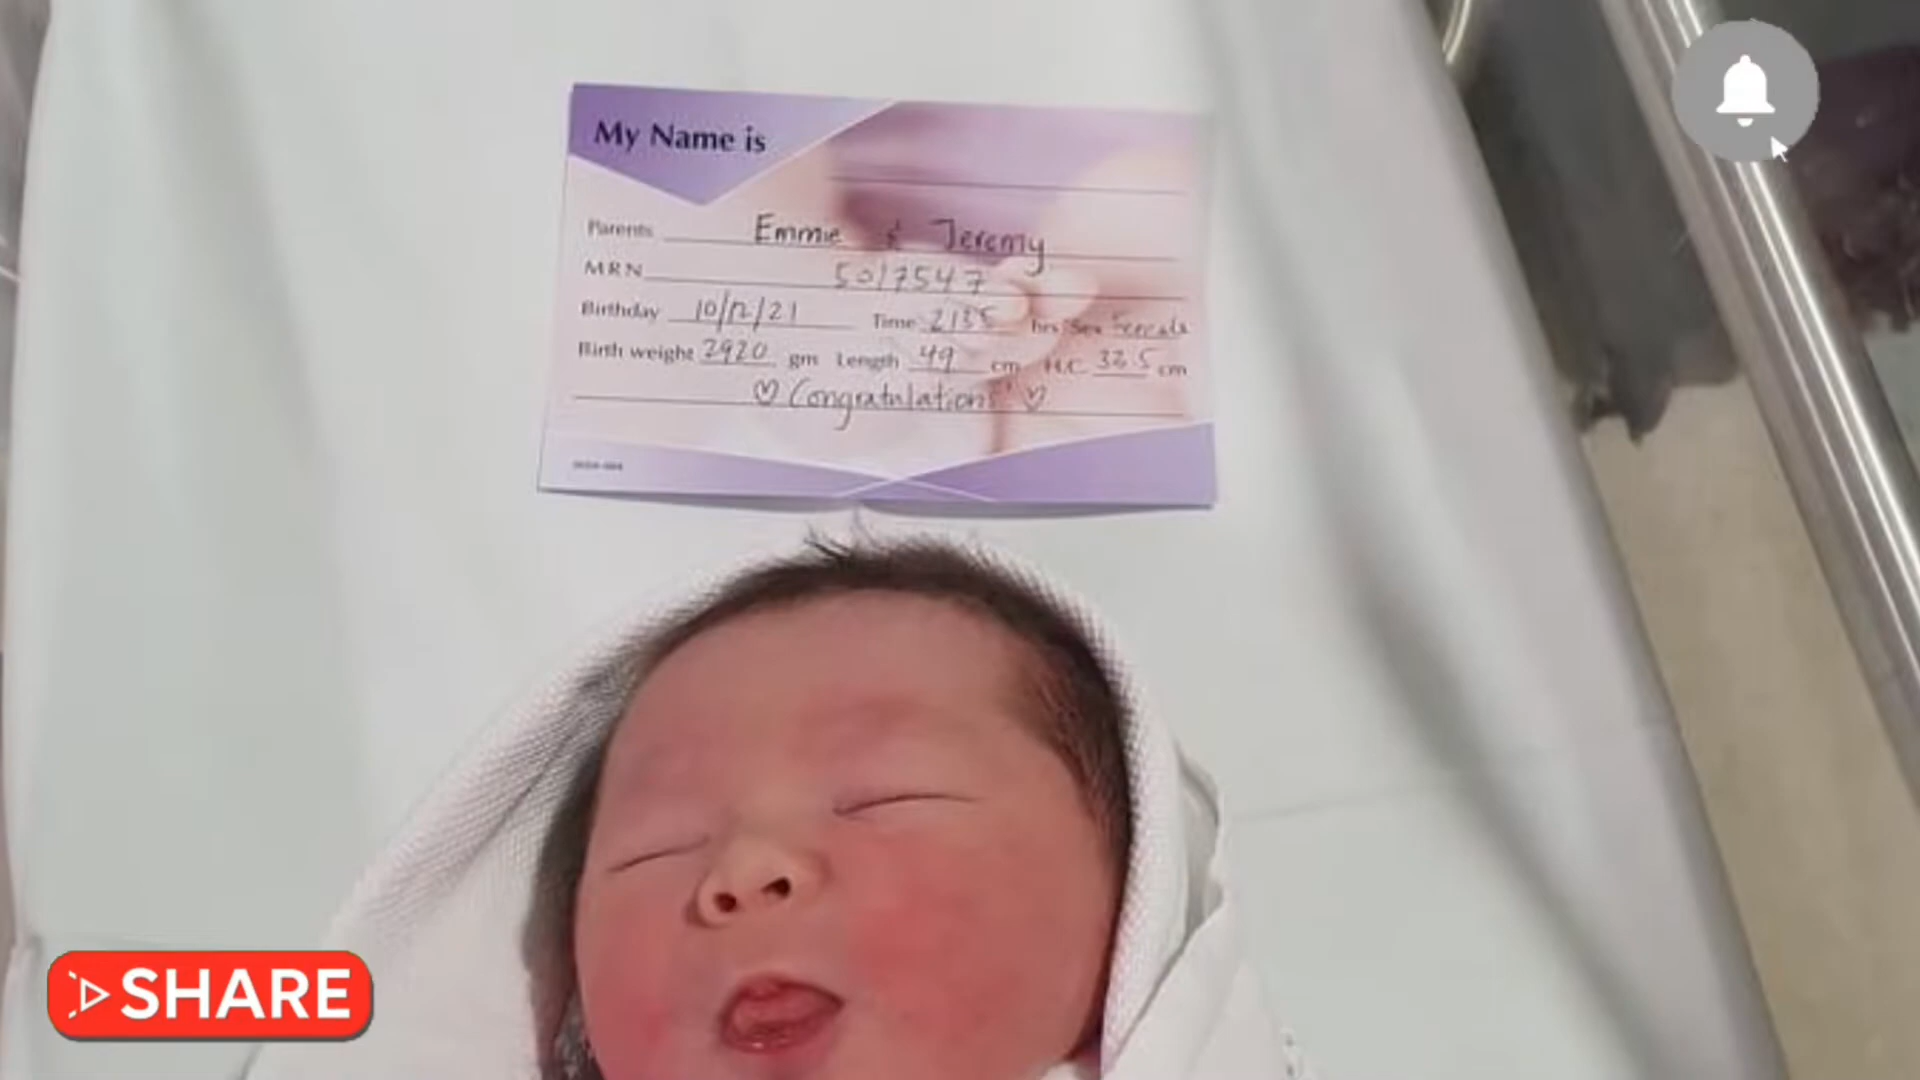 My Name is
Parents Emmie & Jeremy
MRN 5017547
Birthday 10/12/21 Time 2135 hrs Sex Female
Birth weight 2920 gm Length 49 cm H.C 32.5 cm
♡ Congratulations ♡
SHARE